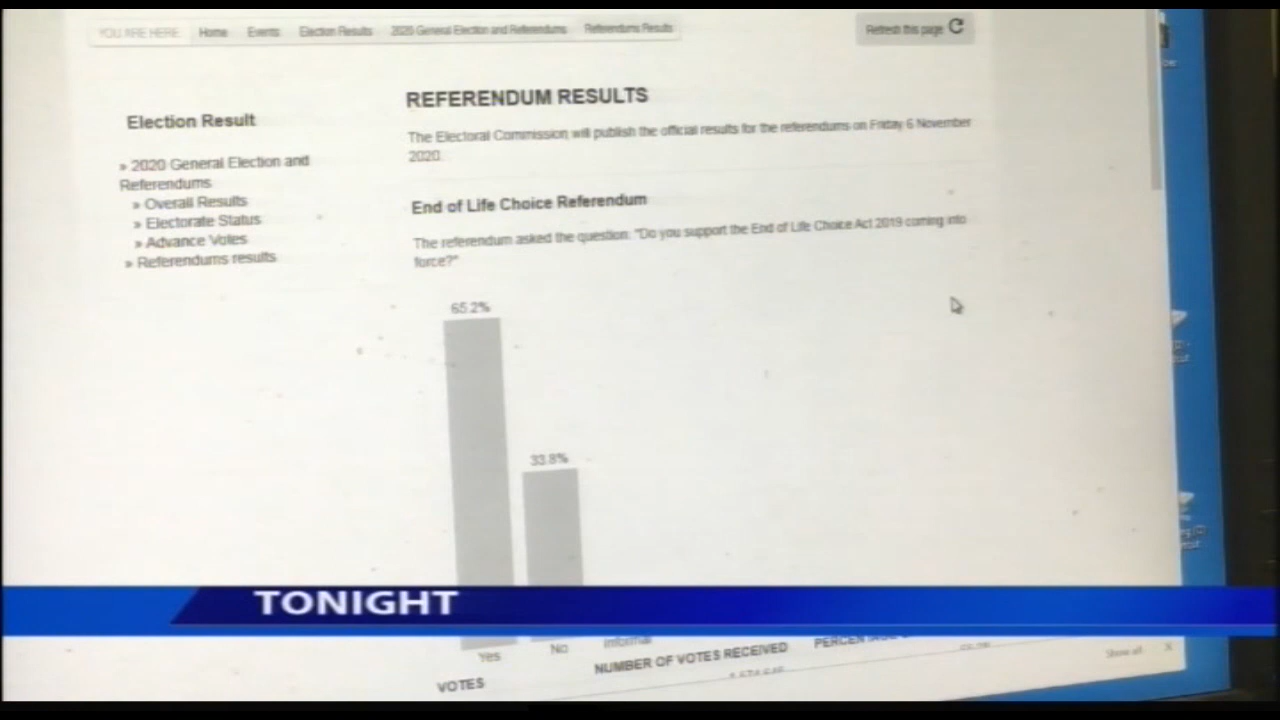 YOU ARE HERE: Home Events Election Results 2020 General Election and Referendums Referendums Results
Refresh this page
Election Result
» 2020 General Election and
Referendums
» Overall Results
» Electorate Status
» Advance Votes
» Referendums results
REFERENDUM RESULTS
The Electoral Commission will publish the official results for the referendums on Friday 6 November
2020.
End of Life Choice Referendum
The referendum asked the question: "Do you support the End of Life Choice Act 2019 coming into
force?"
65.2%
33.8%
TONIGHT
Yes
No
Informal
VOTES
NUMBER OF VOTES RECEIVED
Show all X